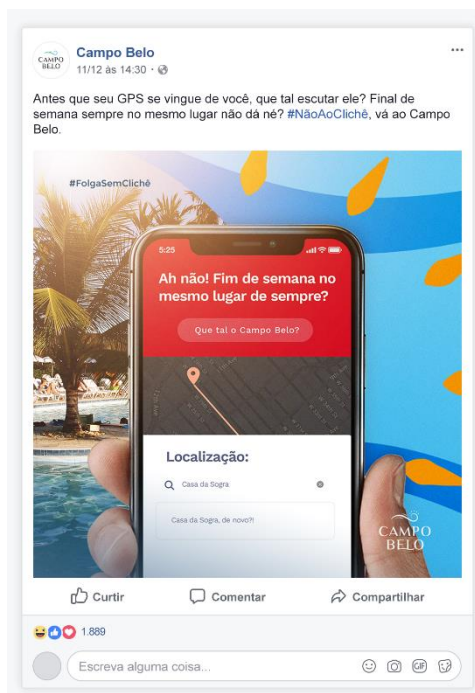 CAMPO
BELO
Campo Belo
11/12 às 14:30 ·
Antes que seu GPS se vingue de você, que tal escutar ele? Final de
semana sempre no mesmo lugar não dá né? #NãoAoClichê, vá ao Campo
Belo.
#FolgaSemClichê
5:25
Ah não! Fim de semana no
mesmo lugar de sempre?
Que tal o Campo Belo?
Localização:
Casa da Sogra
Casa da Sogra, de novo?!
CAMPO
BELO
Curtir Comentar Compartilhar
1.889
Escreva alguma coisa...
GIF